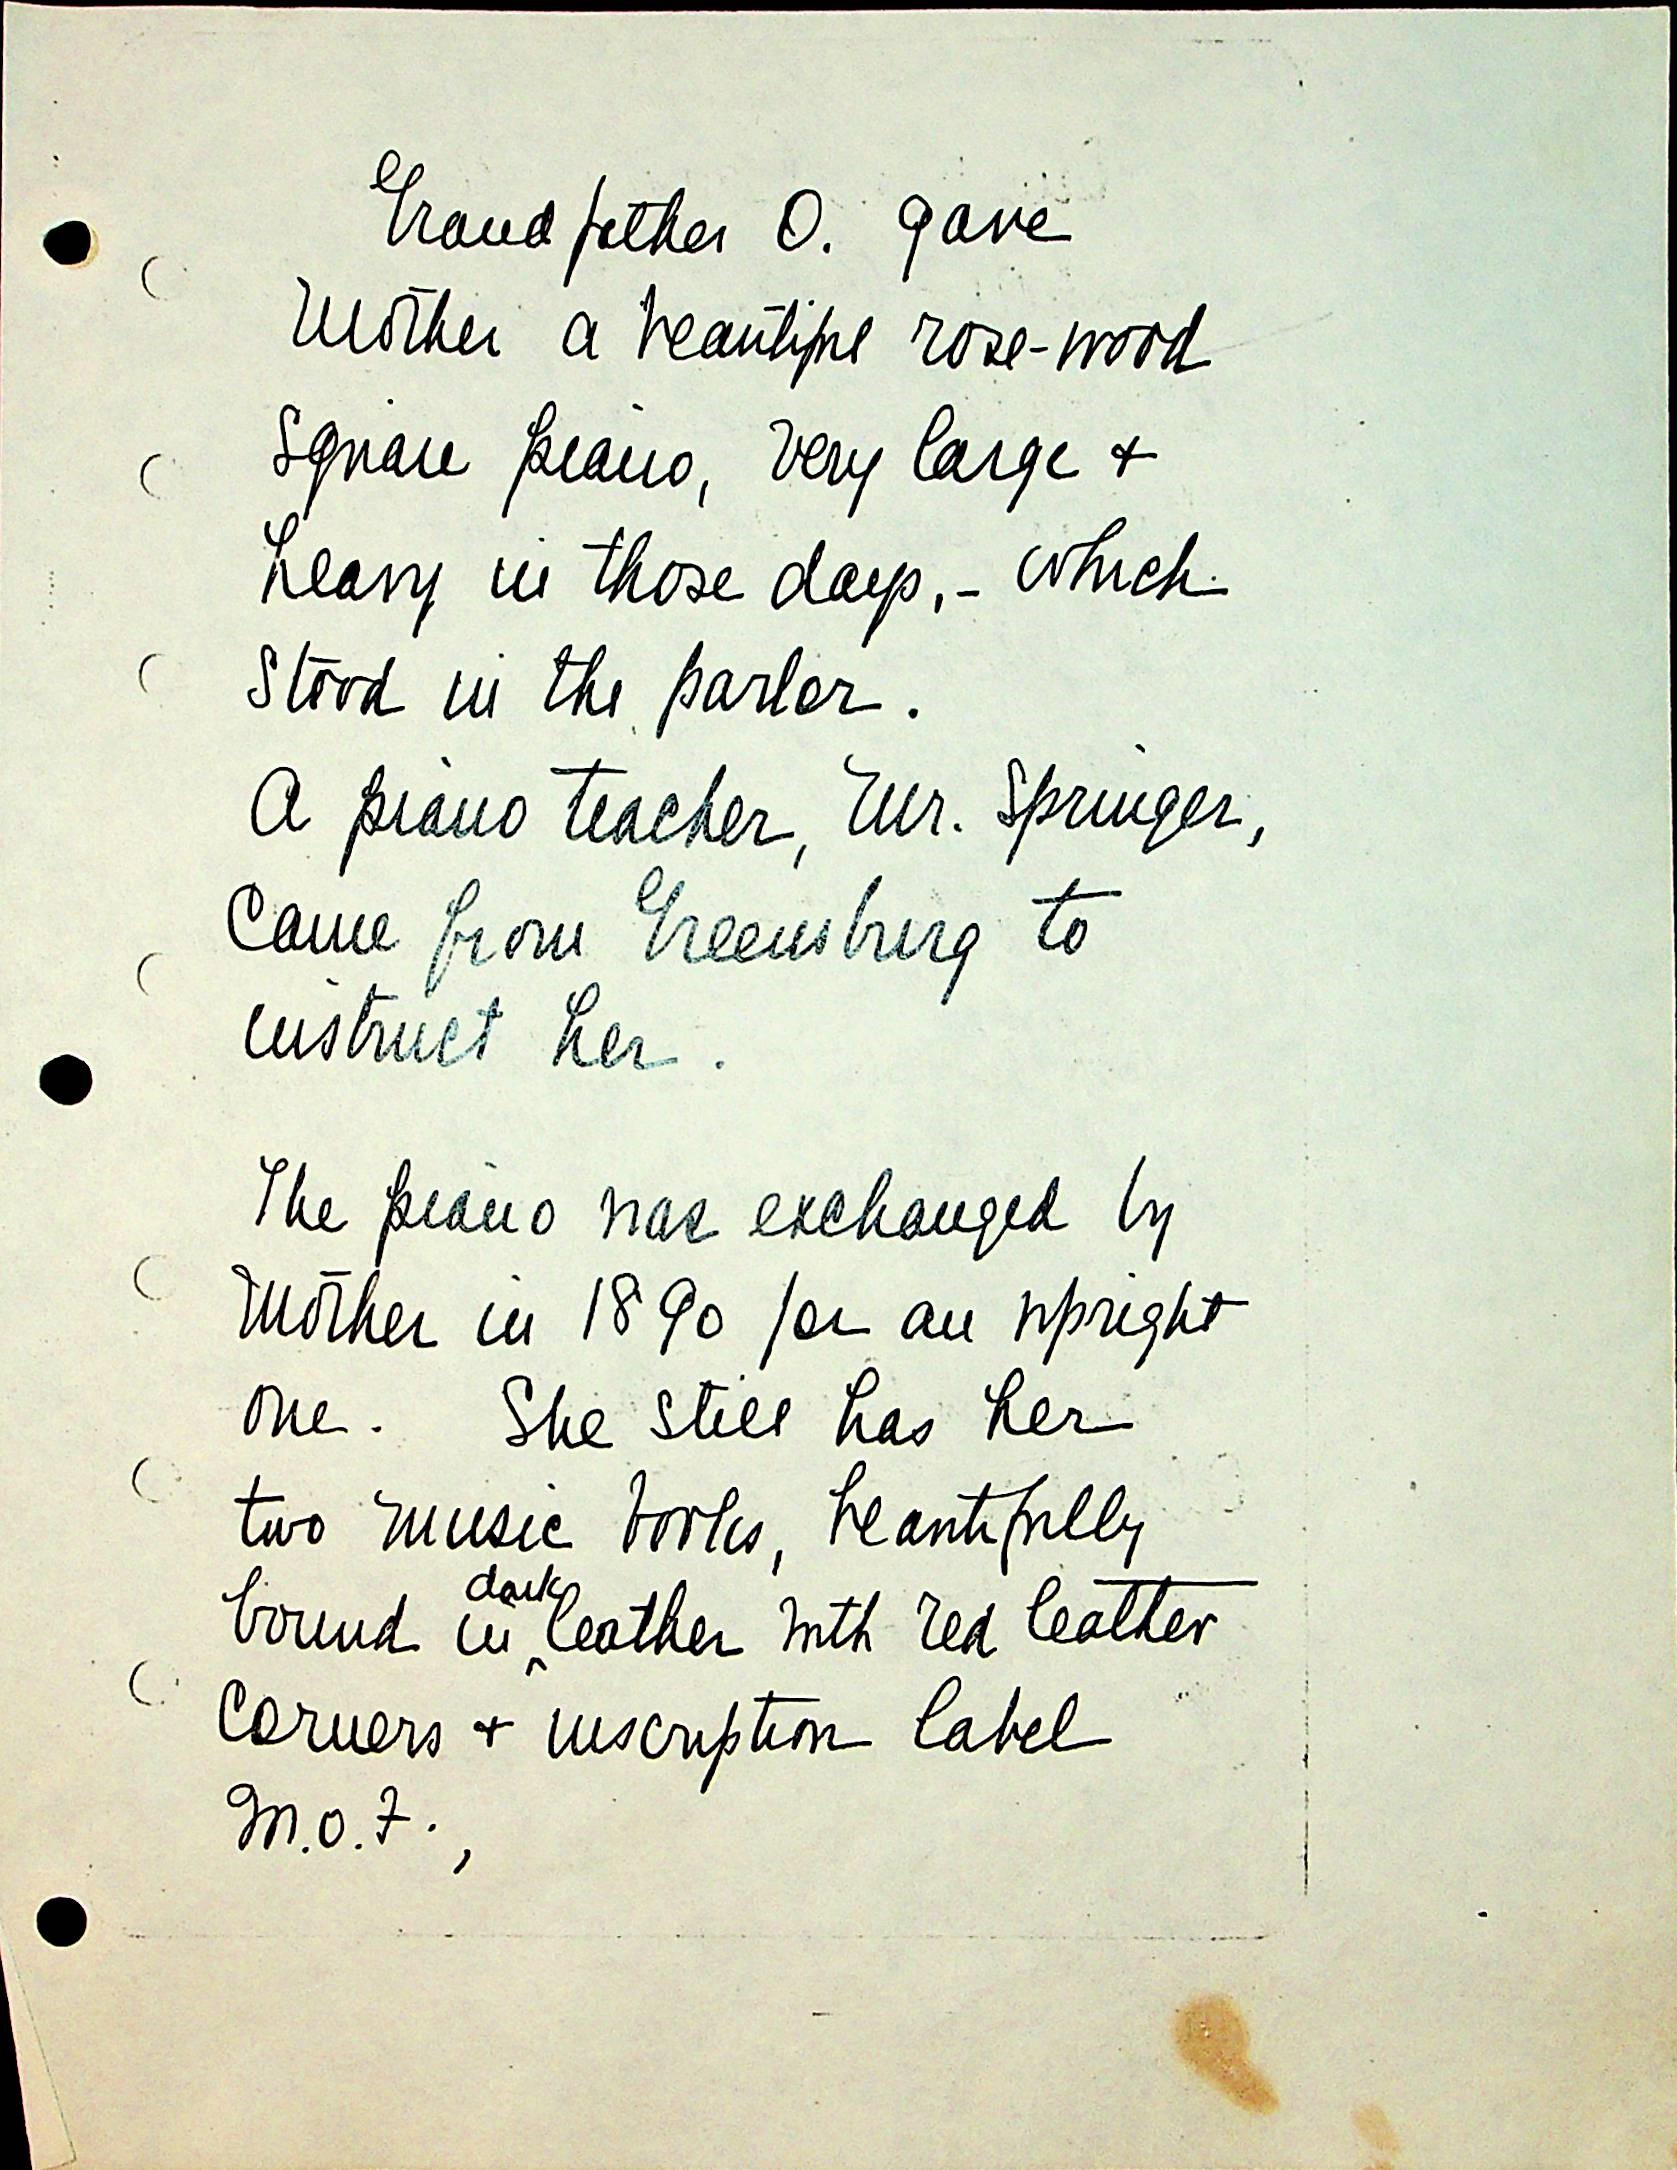 Grandfather O. gave
Mother a beautiful rose-wood
square piano, very large +
heavy in those days,- which
stood in the parlor.
A piano teacher, Mr. Springer,
came from Greensburg to
instruct her.
The piano was exchanged by
Mother in 1890 for an upright
one. She still has her
two music books, beautifully
bound in dark leather with red leather
corners + inscription label
M.O.F.,